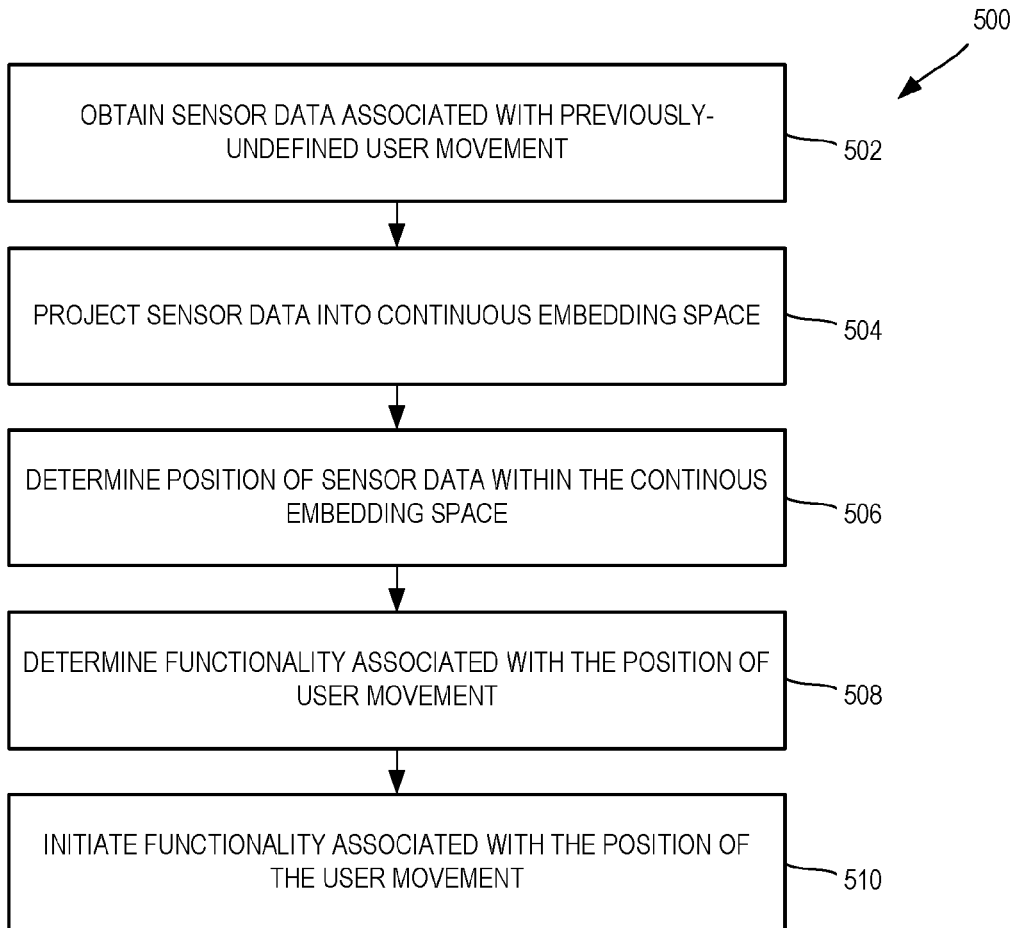 500
OBTAIN SENSOR DATA ASSOCIATED WITH PREVIOUSLY-
UNDEFINED USER MOVEMENT
502
PROJECT SENSOR DATA INTO CONTINUOUS EMBEDDING SPACE
504
DETERMINE POSITION OF SENSOR DATA WITHIN THE CONTINOUS
EMBEDDING SPACE
506
DETERMINE FUNCTIONALITY ASSOCIATED WITH THE POSITION OF
USER MOVEMENT
508
INITIATE FUNCTIONALITY ASSOCIATED WITH THE POSITION OF
THE USER MOVEMENT
510